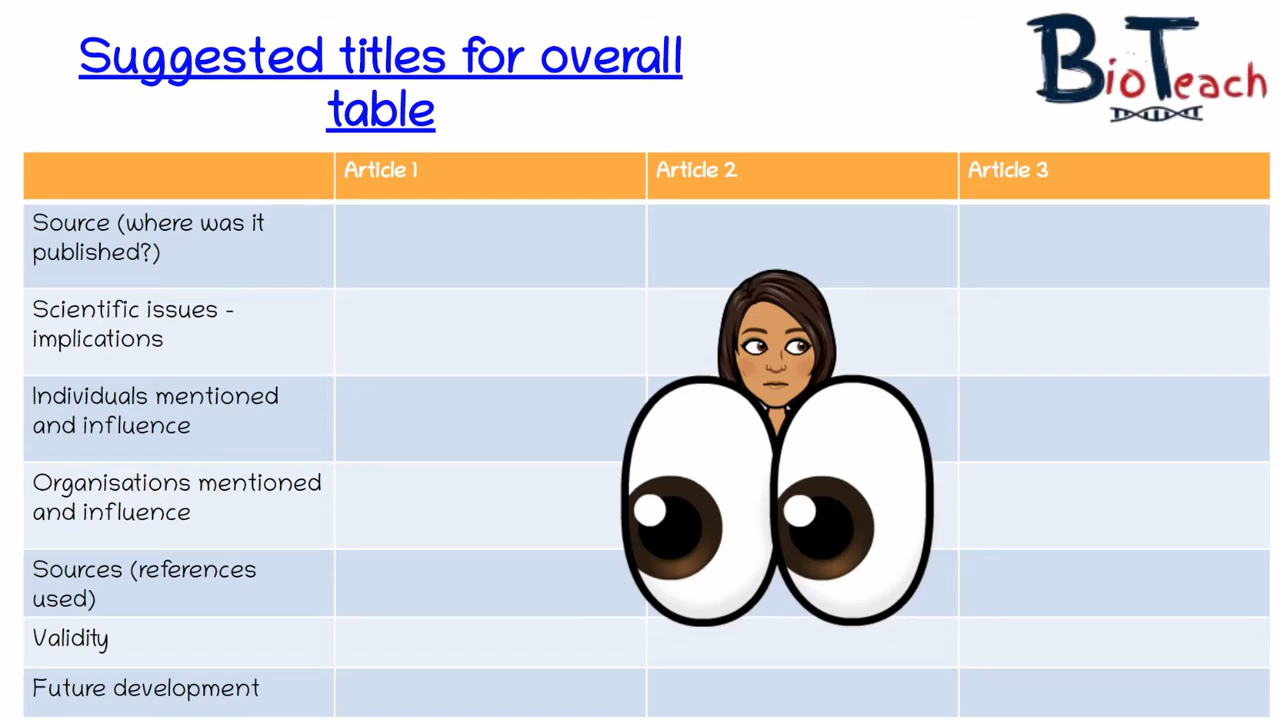 Suggested titles for overall
table
BioTeach
Article 1
Article 2
Article 3
Source (where was it
published?)
Scientific issues -
implications
Individuals mentioned
and influence
Organisations mentioned
and influence
Sources (references
used)
Validity
Future development